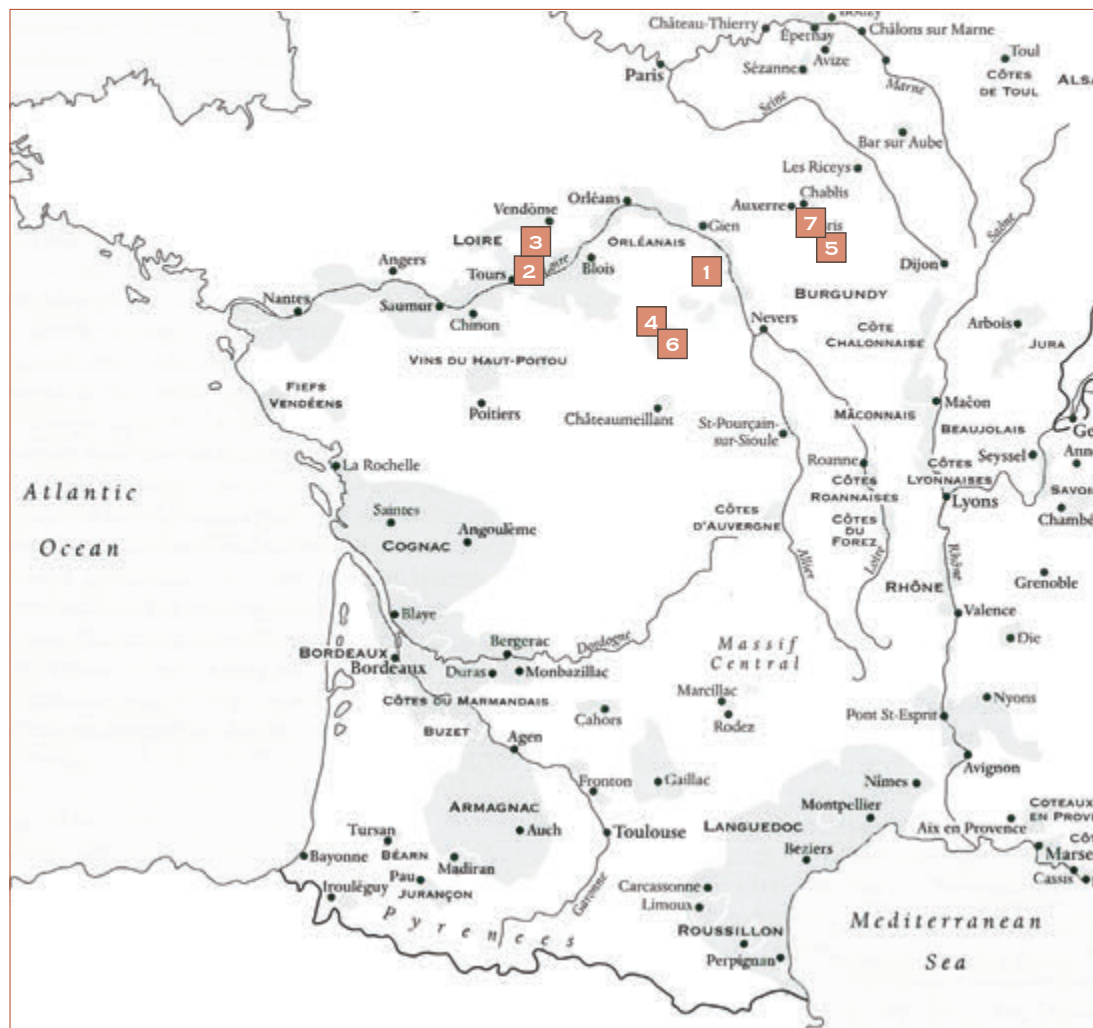 Château-Thierry
Épernay
Châlons sur Marne
Avize
Toul
Paris
Sézanne
CÔTES
DE TOUL
Marne
Seine
Bar sur Aube
Les Riceys
Chablis
Auxerre
Orléans
Vendôme
7
3
Gien
5
LOIRE
ORLÉANAIS
Saône
Angers
Tours
2
Blois
1
Dijon
BURGUNDY
Nantes
Saumur
Chinon
4
Nevers
Arbois
6
CÔTE
CHALONNAISE
JURA
VINS DU HAUT-POITOU
FIEFS
VENDÉENS
Poitiers
Châteaumeillant
Mâcon
MÂCONNAIS
BEAUJOLAIS
St-Pourçain-
sur-Sioule
Seyssel
La Rochelle
Roanne
CÔTES
LYONNAISES
CÔTES
ROANNAISES
Lyons
Atlantic
Ocean
Saintes
Angoulême
COGNAC
CÔTES
D'AUVERGNE
CÔTES
DU
FOREZ
Allier
Loire
Rhône
RHÔNE
Grenoble
Blaye
Valence
Bergerac
Dordogne
Massif
Central
Die
BORDEAUX
Bordeaux
Duras
Monbazillac
CÔTES DU MARMANDAIS
Marcillac
Nyons
Cahors
Rodez
Pont St-Esprit
BUZET
Agen
Avignon
Fronton
Gaillac
Nîmes
ARMAGNAC
Montpellier
Auch
Toulouse
LANGUEDOC
Aix en Provence
Tursan
Beziers
Bayonne
BÉARN
Madiran
Cassis
Pau
JURANÇON
Carcassonne
Irouléguy
Garonne
Limoux
Pyrenees
ROUSSILLON
Perpignan
Mediterranean
Sea